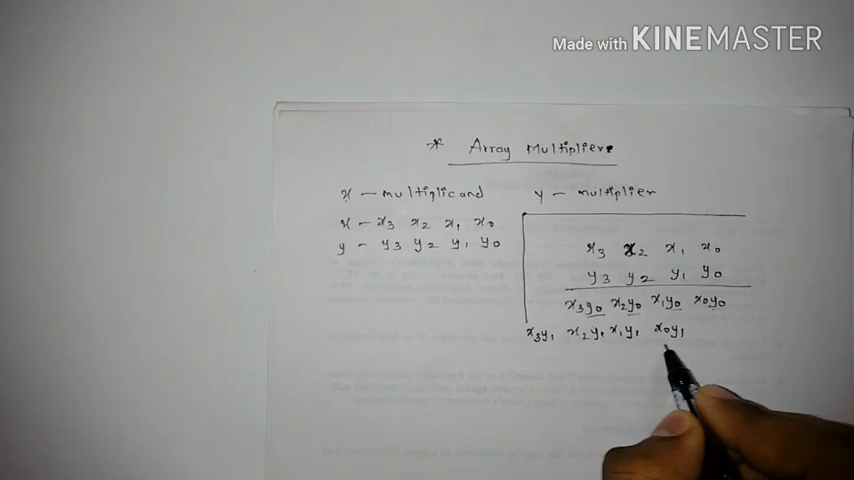 Made with KINEMASTER
* Array Multiplier
x - multiplicand y - multiplier
x - x3 x2 x1 x0
y - y3 y2 y1 y0
x3 x2 x1 x0
y3 y2 y1 y0
x3y0 x2y0 x1y0 x0y0
x3y1 x2y1 x1y1 x0y1